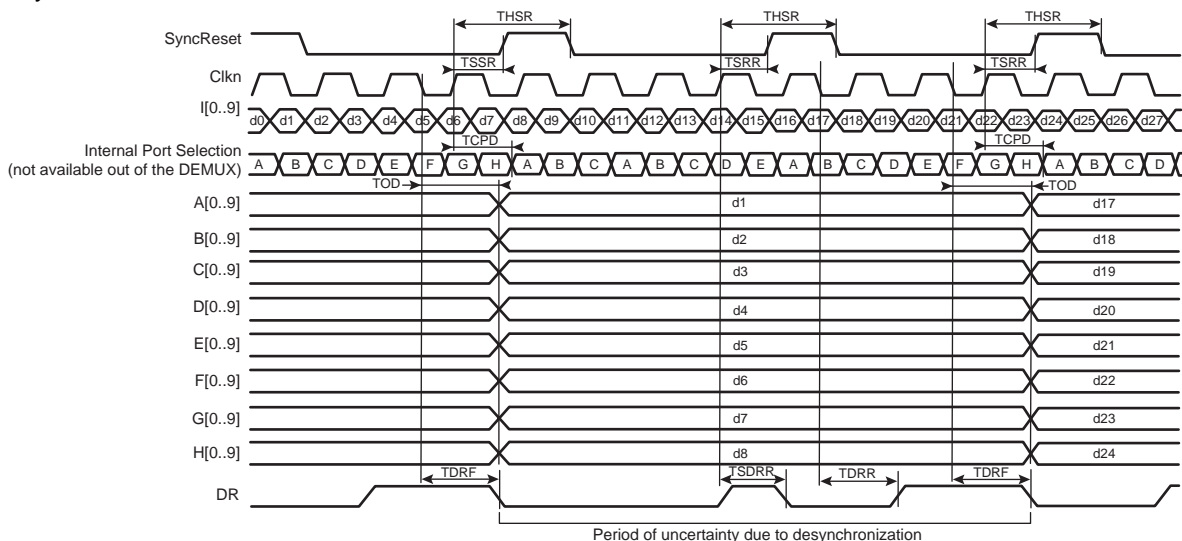 THSR THSR THSR
SyncReset
TSSR TSRR TSRR
Clkn
I[0..9]
d0 d1 d2 d3 d4 d5 d6 d7 d8 d9 d10 d11 d12 d13 d14 d15 d16 d17 d18 d19 d20 d21 d22 d23 d24 d25 d26 d27
TCPD TCPD
Internal Port Selection
(not available out of the DEMUX)
A B C D E F G H A B C A B C D E A B C D E F G H A B C D
TOD TOD
A[0..9] d1 d17
B[0..9] d2 d18
C[0..9] d3 d19
D[0..9] d4 d20
E[0..9] d5 d21
F[0..9] d6 d22
G[0..9] d7 d23
H[0..9] d8 d24
TDRF TSDRR TDRR TDRF
DR
Period of uncertainty due to desynchronization